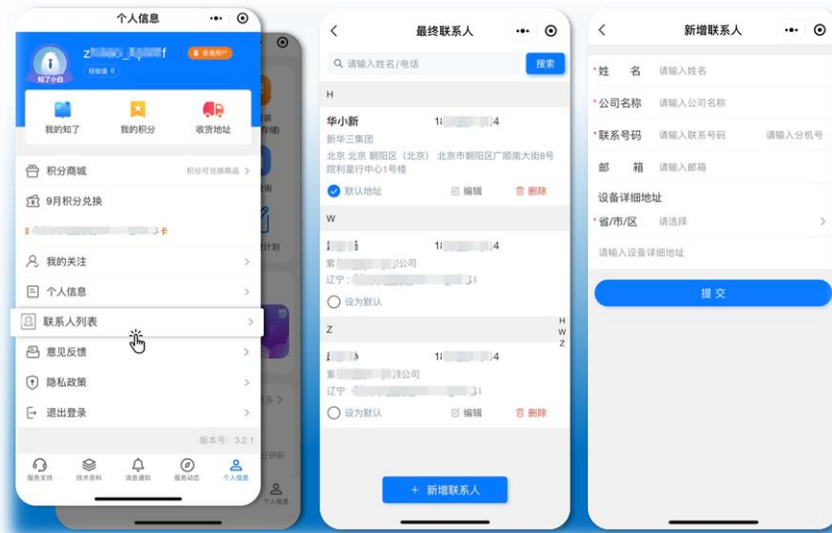 个人信息
普通用户
知了小白
经验值 0
我的知了
我的积分
收货地址
积分商城
积分可兑换商品
9月积分兑换
卡
我的关注
个人信息
联系人列表
意见反馈
隐私政策
退出登录
版本号: 3.2.1
服务支持
技术资料
消息通知
服务动态
个人信息
个人信息
最终联系人
请输入姓名/电话
搜索
H
华小新
新华三集团
北京 北京 朝阳区（北京） 北京市朝阳区广顺南大街8号
院利星行中心1号楼
默认地址
编辑
删除
W
公司
辽宁
设为默认
Z
公司
辽宁
设为默认
编辑
删除
H
W
Z
+ 新增联系人
新增联系人
*姓 名 请输入姓名
*公司名称 请输入公司名称
*联系号码 请输入联系号码 请输入分机号
邮 箱 请输入邮箱
设备详细地址
*省/市/区 请选择
请输入设备详细地址
提交